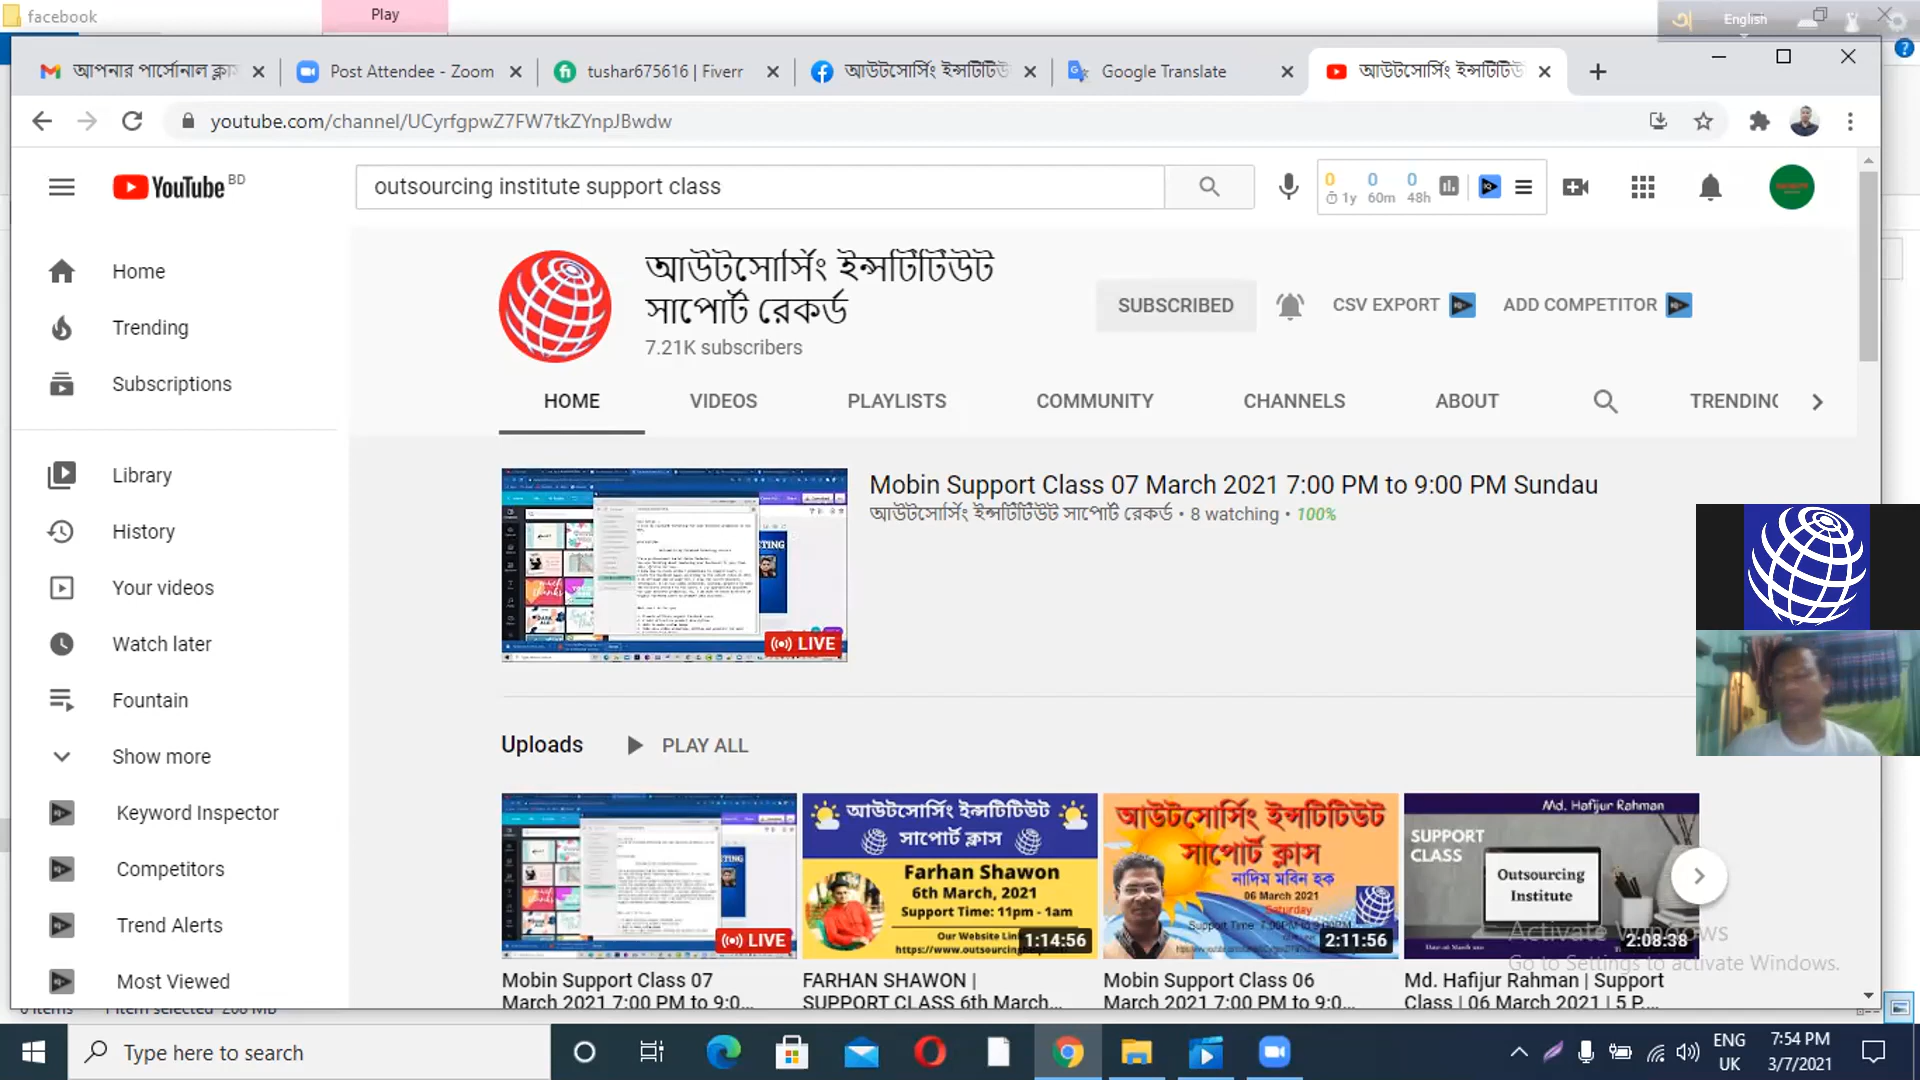 facebook
Play
English
আপনার পার্সোনাল ক্লাস
Post Attendee - Zoom
tushar675616 | Fiverr
আউটসোর্সিং ইন্সটিটিউ
Google Translate
আউটসোর্সিং ইন্সটিটিউ
youtube.com/channel/UCyrfgpwZ7FW7tkZYnpJBwdw
YouTube BD
outsourcing institute support class
0 0 0
1y 60m 48h
Home
Trending
Subscriptions
Library
History
Your videos
Watch later
Fountain
Show more
Keyword Inspector
Competitors
Trend Alerts
Most Viewed
আউটসোর্সিং ইন্সটিটিউট
সাপোর্ট রেকর্ড
7.21K subscribers
SUBSCRIBED
CSV EXPORT
ADD COMPETITOR
HOME VIDEOS PLAYLISTS COMMUNITY CHANNELS ABOUT TRENDING
LIVE
Mobin Support Class 07 March 2021 7:00 PM to 9:00 PM Sundau
আউটসোর্সিং ইন্সটিটিউট সাপোর্ট রেকর্ড • 8 watching • 100%
Uploads PLAY ALL
LIVE
Mobin Support Class 07
March 2021 7:00 PM to 9:0...
আউটসোর্সিং ইন্সটিটিউট
সাপোর্ট ক্লাস
Farhan Shawon
6th March, 2021
Support Time: 11pm - 1am
Our Website Lin
https://www.outsourcing
1:14:56
FARHAN SHAWON |
SUPPORT CLASS 6th March...
আউটসোর্সিং ইন্সটিটিউট
সাপোর্ট ক্লাস
নাদিম মবিন হক
06 March 2021
Saturday
2:11:56
Mobin Support Class 06
March 2021 7:00 PM to 9:0...
Md. Hafijur Rahman
SUPPORT
CLASS
Outsourcing
Institute
2:08:38
Md. Hafijur Rahman | Support
Class | 06 March 2021 | 5 P...
Activate Windows
Go to Settings to activate Windows.
Type here to search
ENG
UK
7:54 PM
3/7/2021